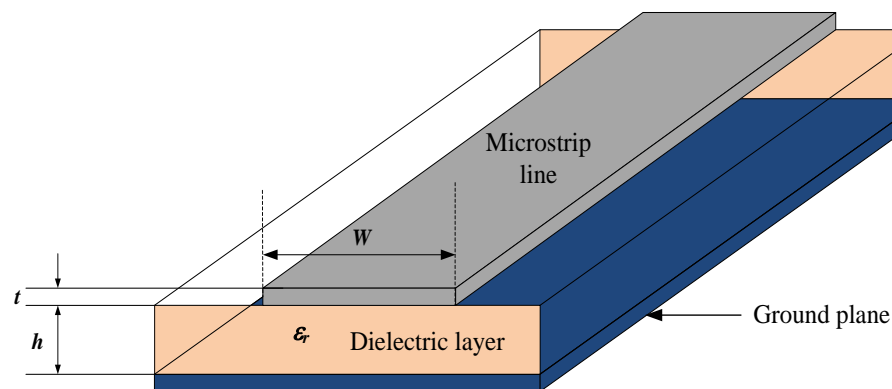 Microstrip
line
W
t
h
εr
Dielectric layer
Ground plane